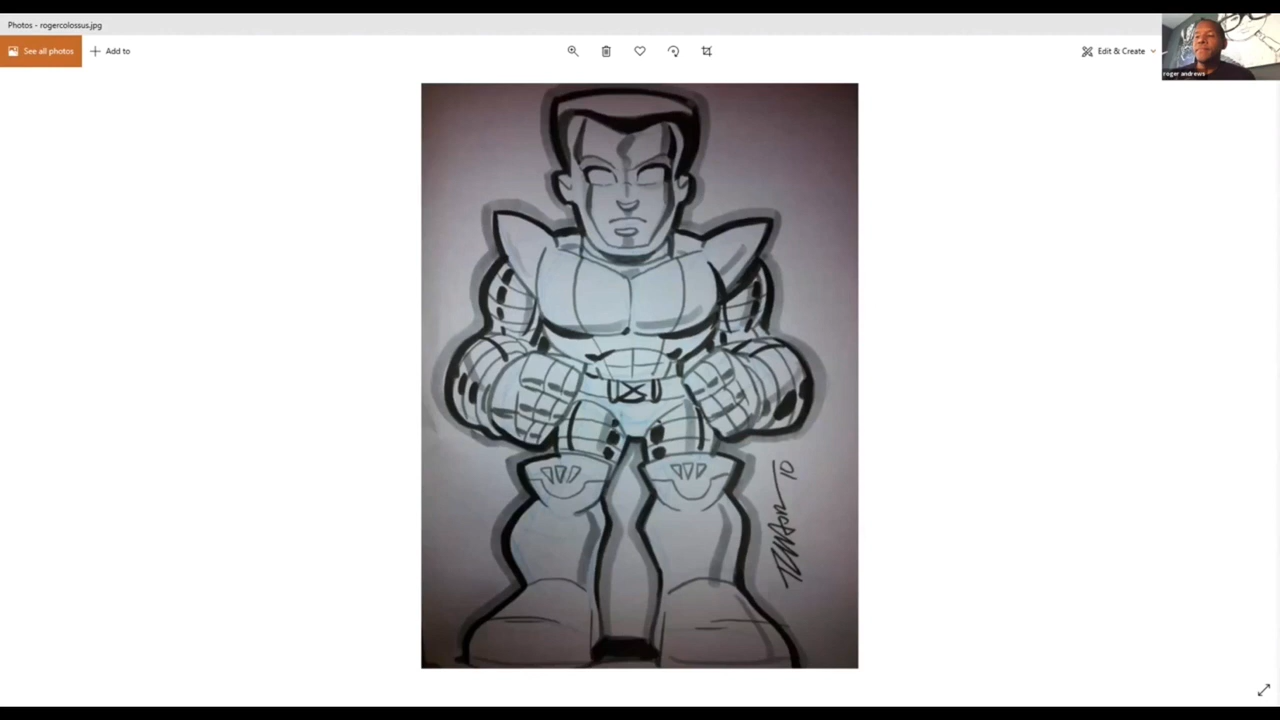 Photos - rogercolossus.jpg
See all photos
Add to
Edit & Create
roger andrews
10